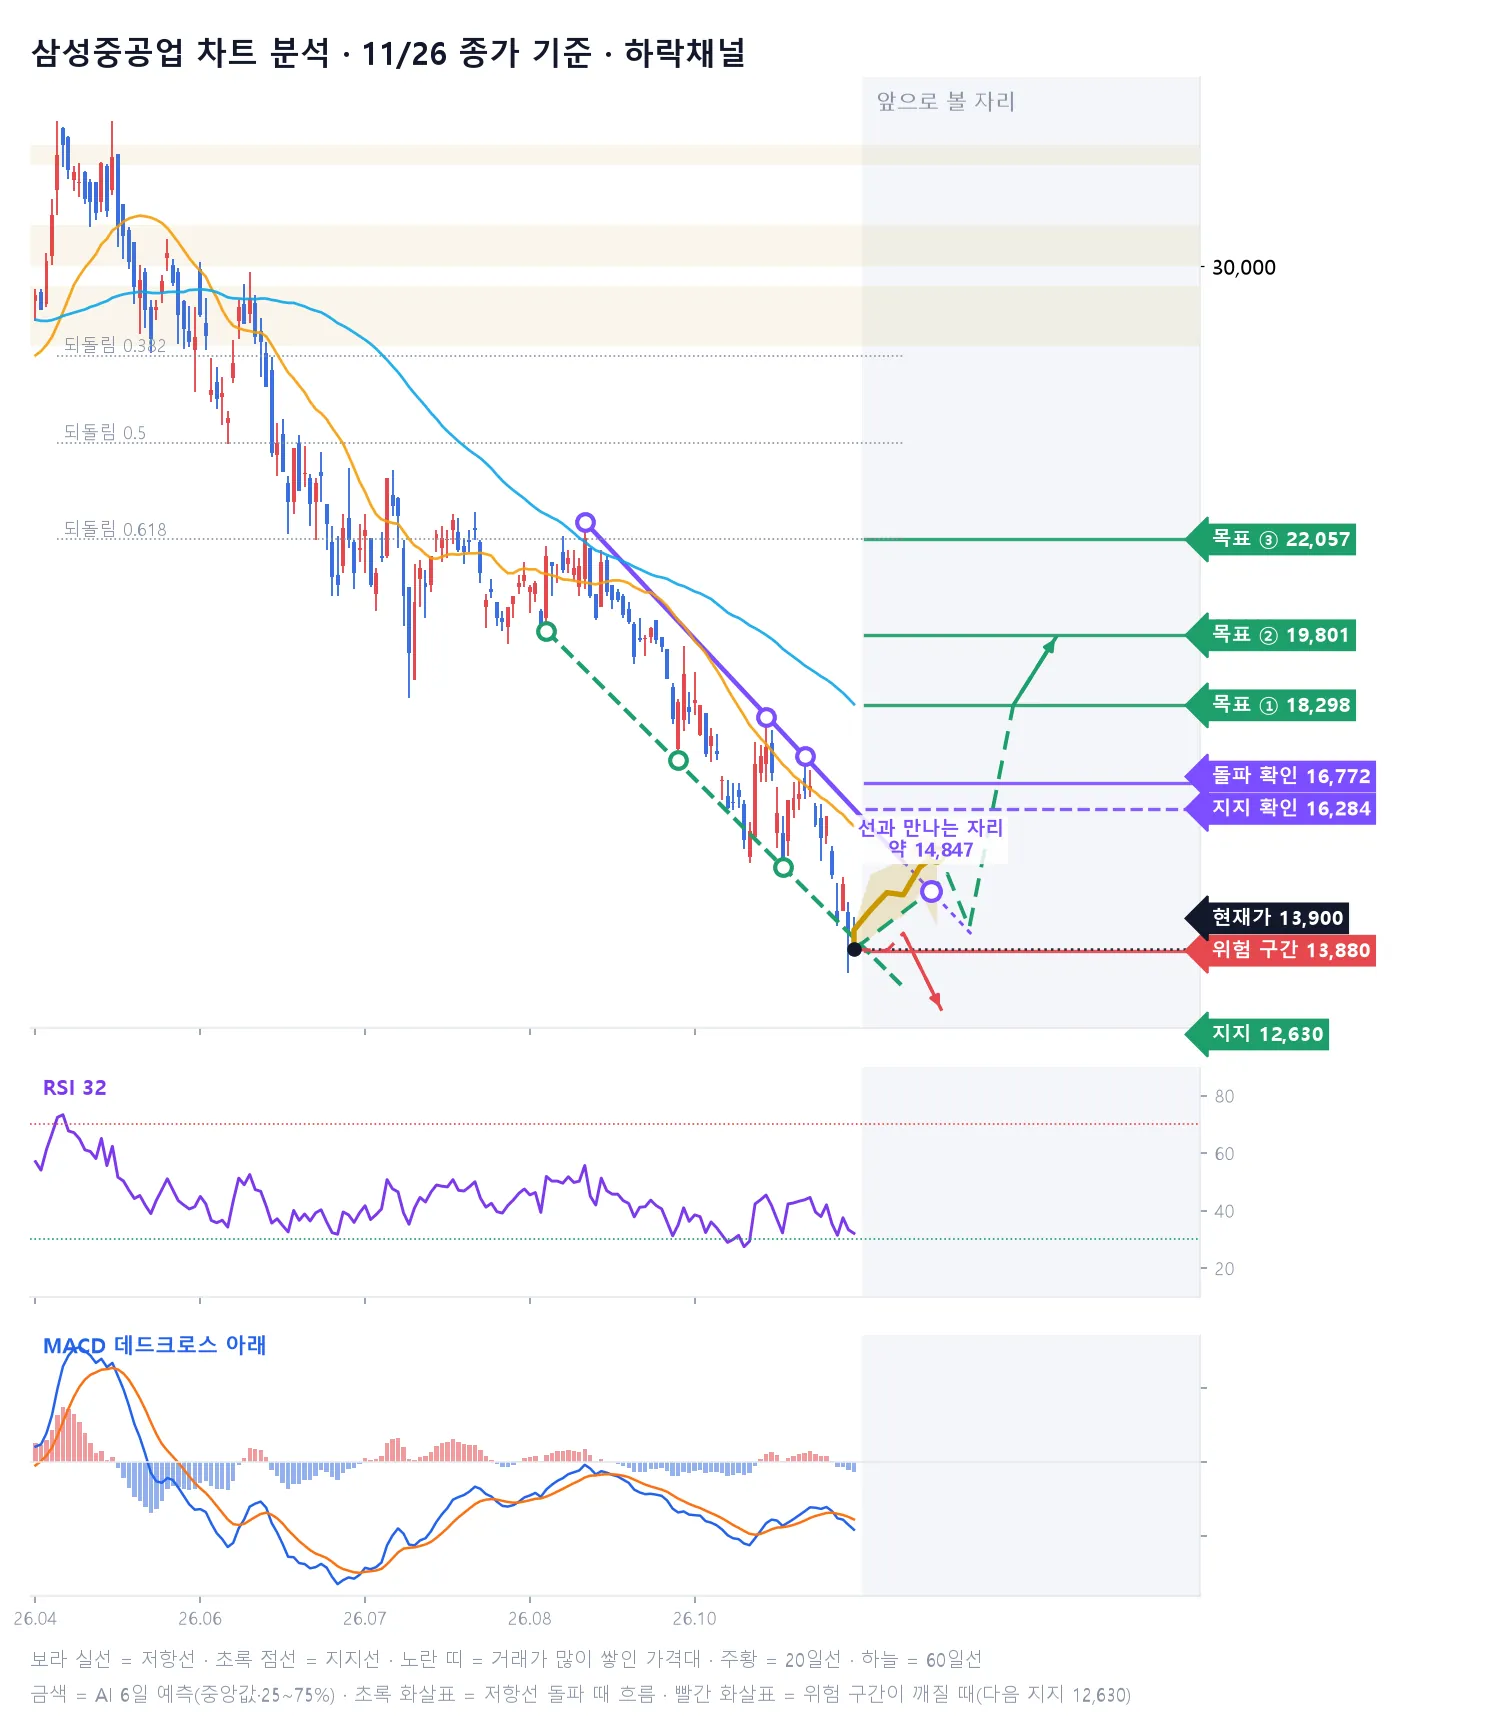 삼성중공업 차트 분석 · 11/26 종가 기준 · 하락채널
앞으로 볼 자리
30,000
되돌림 0.382
되돌림 0.5
되돌림 0.618
목표 ③ 22,057
목표 ② 19,801
목표 ① 18,298
돌파 확인 16,772
지지 확인 16,284
선과 만나는 자리
약 14,847
현재가 13,900
위험 구간 13,880
지지 12,630
RSI 32
80
60
40
20
MACD 데드크로스 아래
26.04 26.06 26.07 26.08 26.10
보라 실선 = 저항선 · 초록 점선 = 지지선 · 노란 띠 = 거래가 많이 쌓인 가격대 · 주황 = 20일선 · 하늘 = 60일선
금색 = AI 6일 예측(중앙값·25~75%) · 초록 화살표 = 저항선 돌파 때 흐름 · 빨간 화살표 = 위험 구간이 깨질 때(다음 지지 12,630)